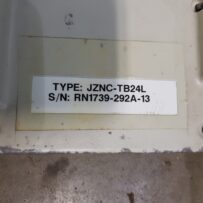 TYPE: JZNC-TB24L
S/N: RN1739-292A-13